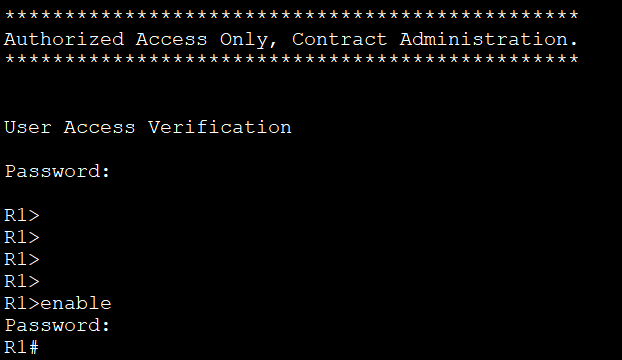 ************************************************
Authorized Access Only, Contract Administration.
************************************************
User Access Verification
Password:
R1>
R1>
R1>
R1>
R1>enable
Password:
R1#